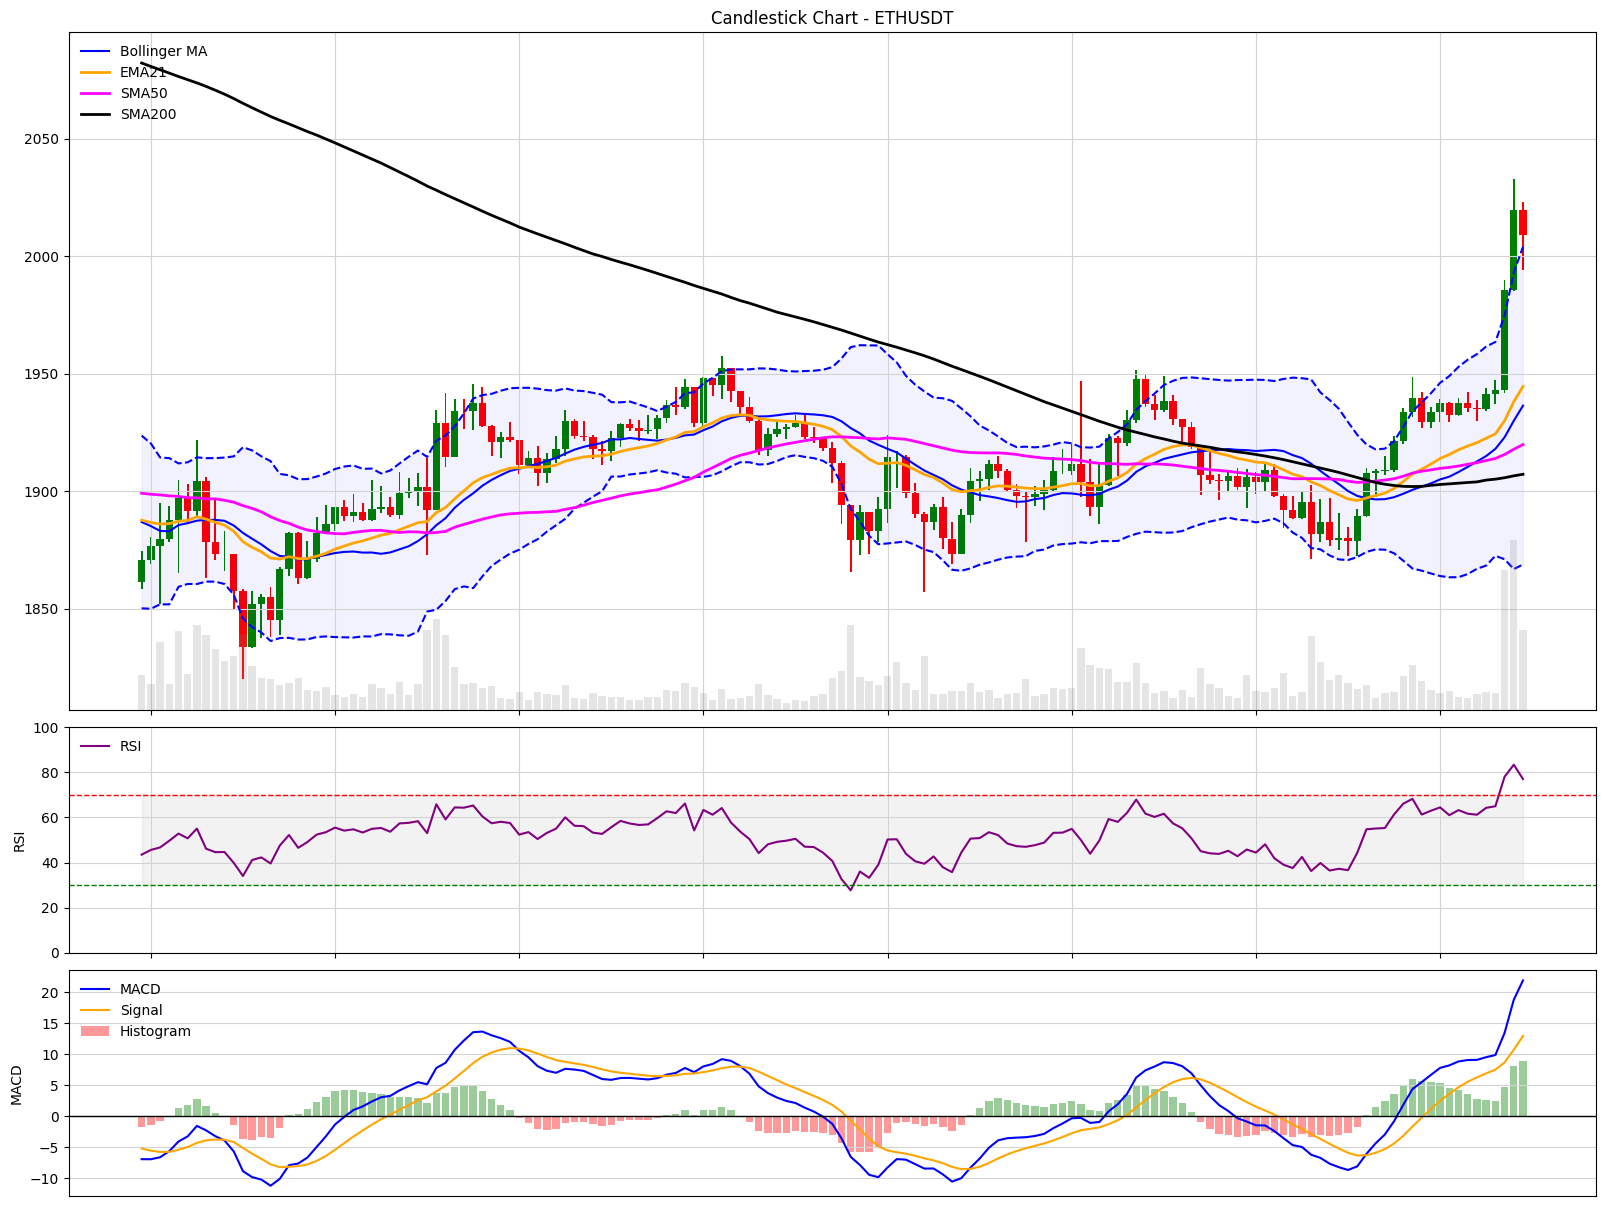 Candlestick Chart - ETHUSDT
Bollinger MA
EMA21
SMA50
SMA200
2050
2000
1950
1900
1850
RSI
100
80
60
40
20
0
RSI
MACD
Signal
Histogram
20
15
10
5
0
−5
−10
MACD